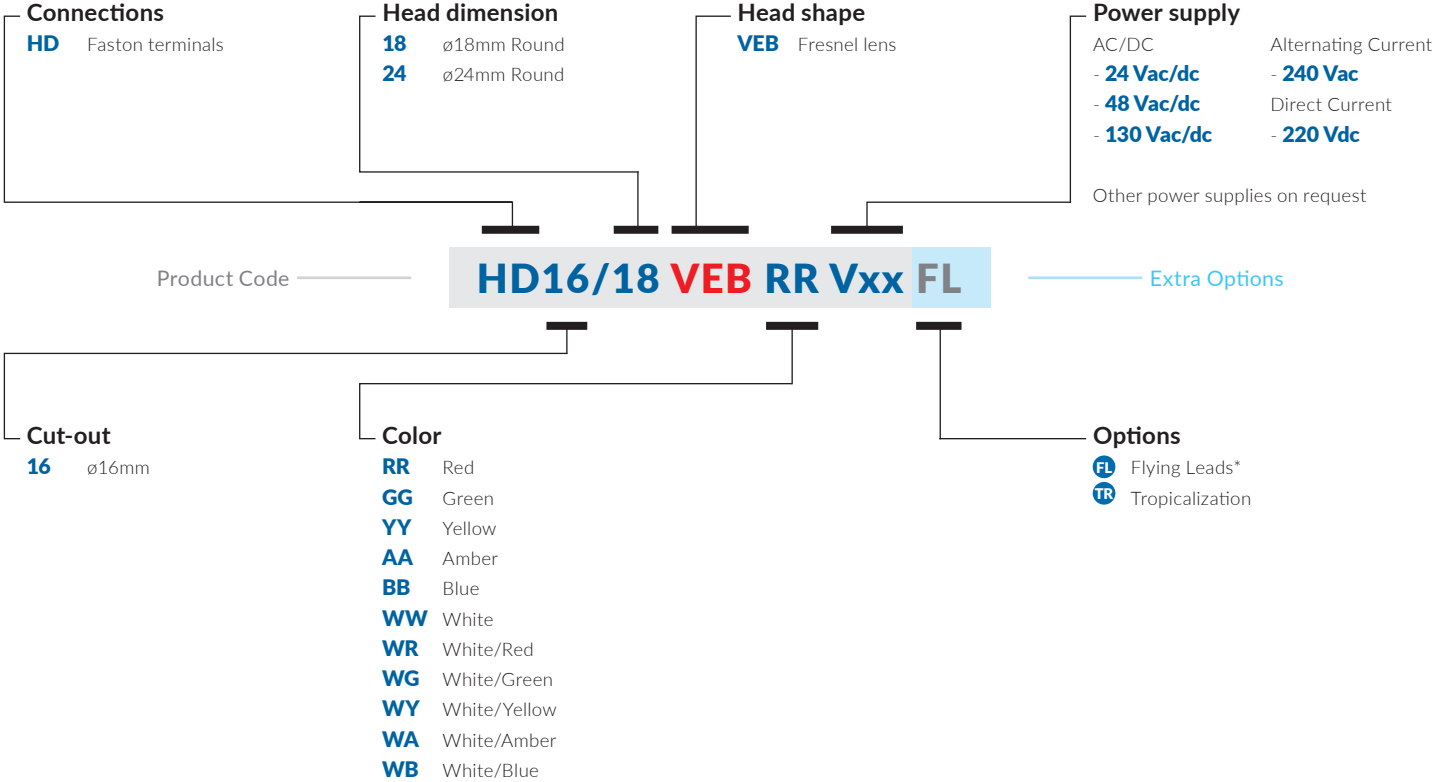 Connections
HD Faston terminals
Head dimension
18 ø18mm Round
24 ø24mm Round
Head shape
VEB Fresnel lens
Power supply
AC/DC
- 24 Vac/dc
- 48 Vac/dc
- 130 Vac/dc
Alternating Current
- 240 Vac
Direct Current
- 220 Vdc
Other power supplies on request
Product Code
HD16/18 VEB RR Vxx FL
Extra Options
Cut-out
16 ø16mm
Color
RR Red
GG Green
YY Yellow
AA Amber
BB Blue
WW White
WR White/Red
WG White/Green
WY White/Yellow
WA White/Amber
WB White/Blue
Options
FL Flying Leads*
TR Tropicalization